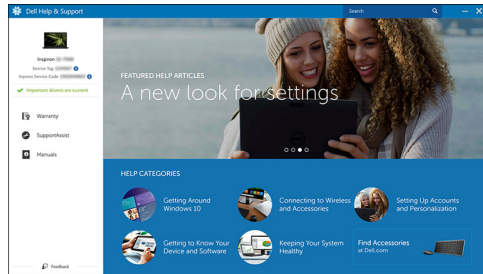 Dell Help & Support
Search
Inspiron
Service Tag
Express Service Code
Important drivers are current
Warranty
SupportAssist
Manuals
Feedback
FEATURED HELP ARTICLES
A new look for settings
HELP CATEGORIES
Getting Around
Windows 10
Connecting to Wireless
and Accessories
Setting Up Accounts
and Personalization
Getting to Know Your
Device and Software
Keeping Your System
Healthy
Find Accessories
at Dell.com